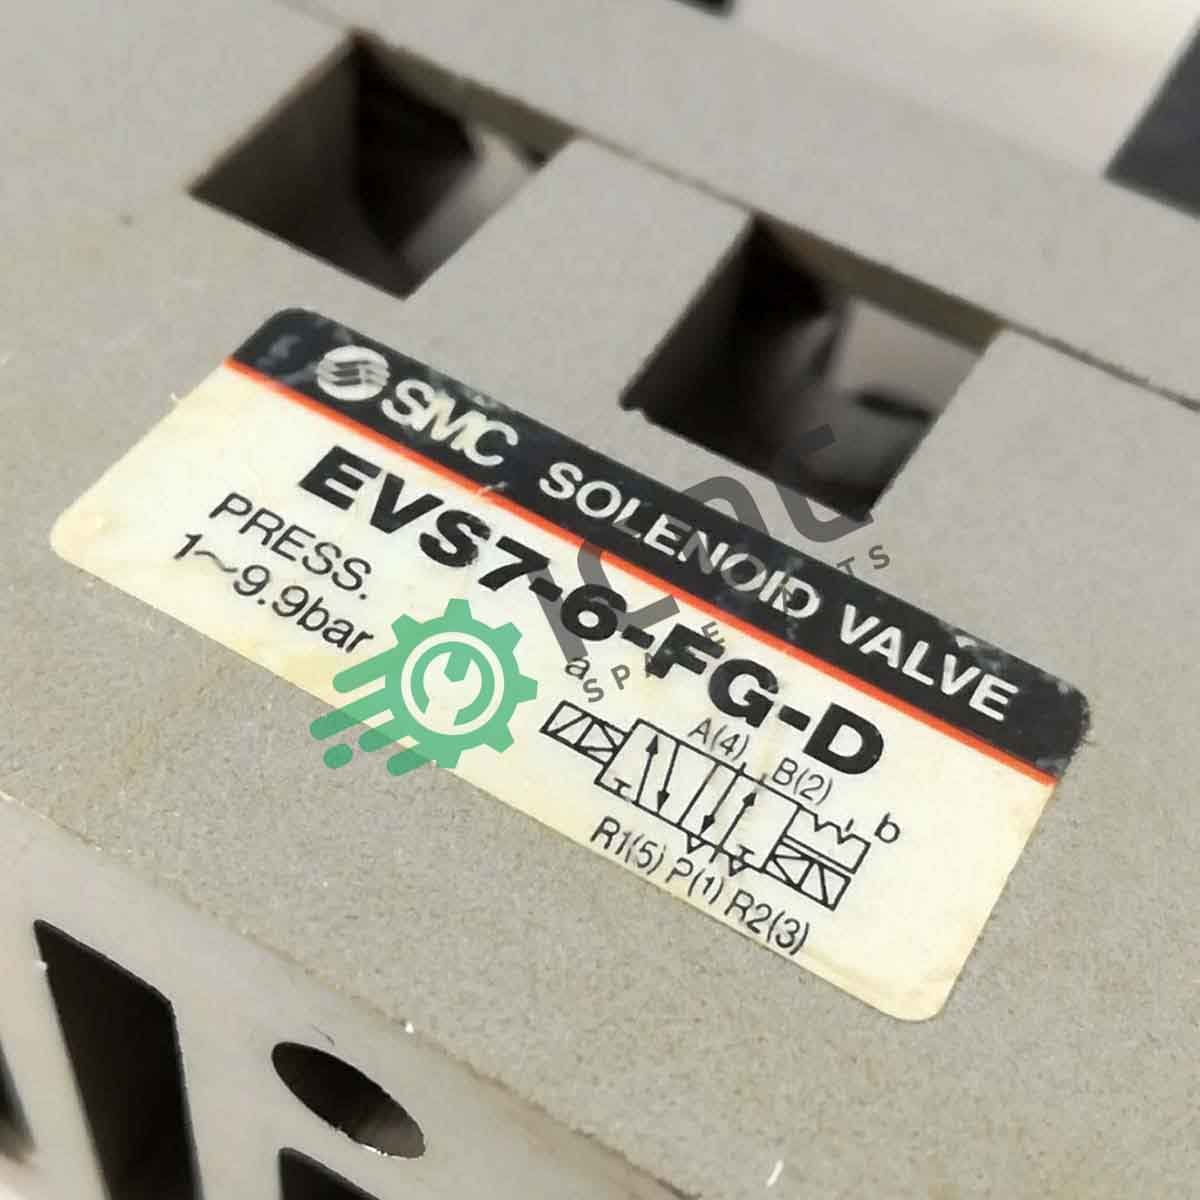 SMC SOLENOID VALVE
EVS7-6-FG-D
PRESS.
1~9.9bar
a
A(4) B(2)
b
R1(5) P(1) R2(3)